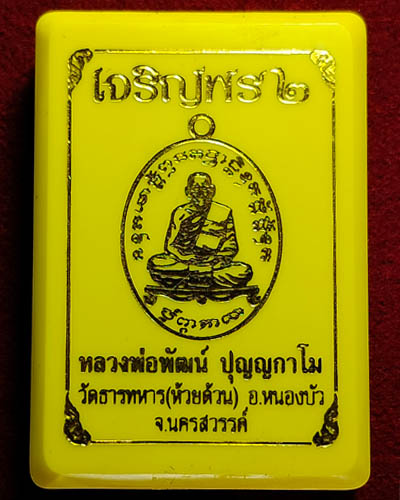 เจริญพร ๒
หลวงพ่อพัฒน์ ปุญญกาโม
วัดธารทหาร(ห้วยด้วน) อ.หนองบัว
จ.นครสวรรค์